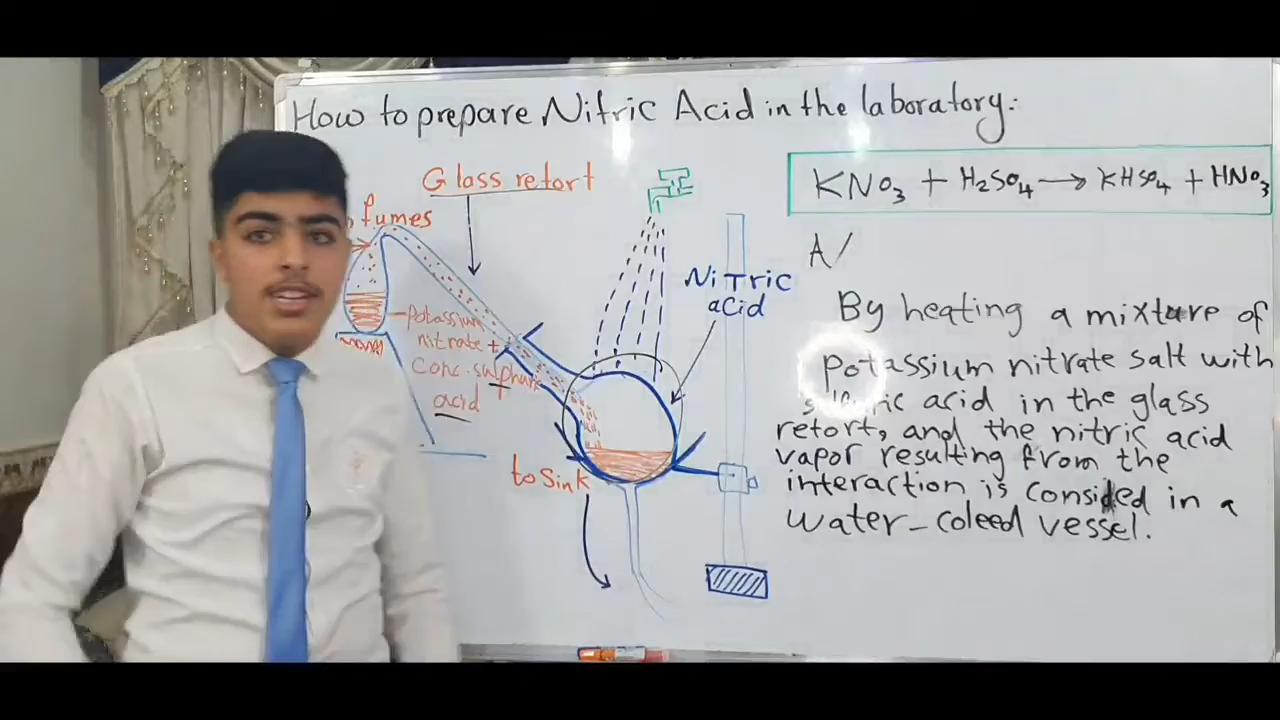 How to prepare Nitric Acid in the laboratory:
KNO3 + H2SO4 → KHSO4 + HNO3
Glass retort
fumes
Nitric
acid
potassium
nitrate +
conc. sulphuric
acid
to sink
A/
By heating a mixture of
potassium nitrate salt with
acid in the glass
retort, and the nitric acid
vapor resulting from the
interaction is consided in a
water-coleed vessel.